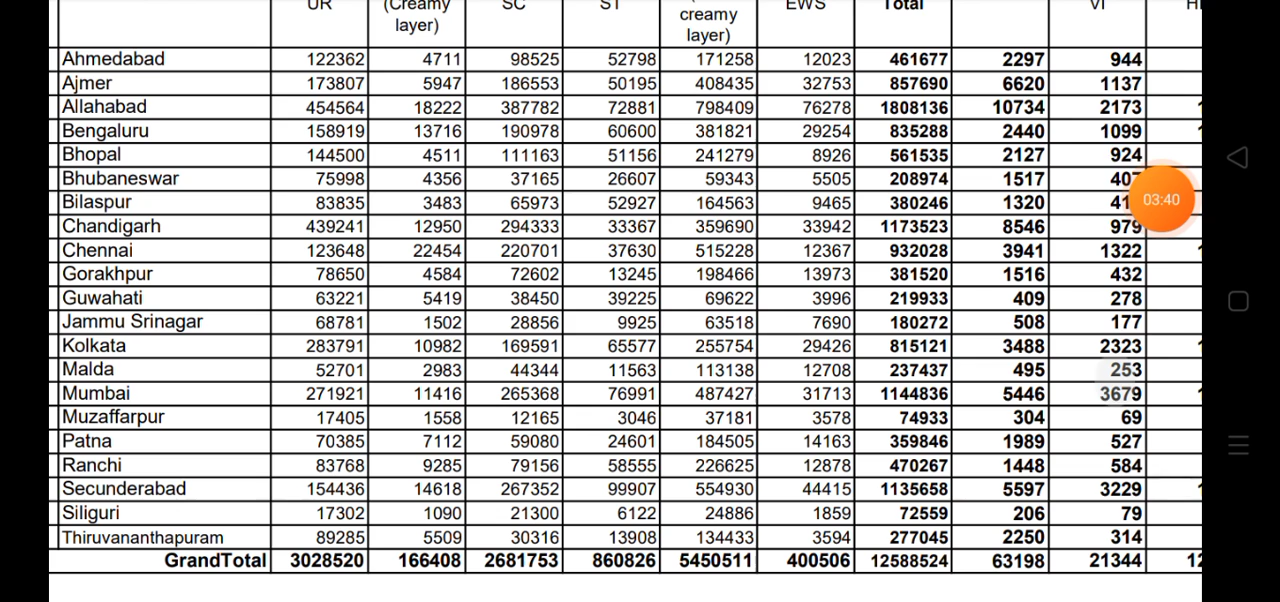 UR (Creamy layer) SC ST creamy layer) EWS Total VI
Ahmedabad 122362 4711 98525 52798 171258 12023 461677 2297 944
Ajmer 173807 5947 186553 50195 408435 32753 857690 6620 1137
Allahabad 454564 18222 387782 72881 798409 76278 1808136 10734 2173
Bengaluru 158919 13716 190978 60600 381821 29254 835288 2440 1099
Bhopal 144500 4511 111163 51156 241279 8926 561535 2127 924
Bhubaneswar 75998 4356 37165 26607 59343 5505 208974 1517 407
Bilaspur 83835 3483 65973 52927 164563 9465 380246 1320
Chandigarh 439241 12950 294333 33367 359690 33942 1173523 8546 979
Chennai 123648 22454 220701 37630 515228 12367 932028 3941 1322
Gorakhpur 78650 4584 72602 13245 198466 13973 381520 1516 432
Guwahati 63221 5419 38450 39225 69622 3996 219933 409 278
Jammu Srinagar 68781 1502 28856 9925 63518 7690 180272 508 177
Kolkata 283791 10982 169591 65577 255754 29426 815121 3488 2323
Malda 52701 2983 44344 11563 113138 12708 237437 495 253
Mumbai 271921 11416 265368 76991 487427 31713 1144836 5446 3679
Muzaffarpur 17405 1558 12165 3046 37181 3578 74933 304 69
Patna 70385 7112 59080 24601 184505 14163 359846 1989 527
Ranchi 83768 9285 79156 58555 226625 12878 470267 1448 584
Secunderabad 154436 14618 267352 99907 554930 44415 1135658 5597 3229
Siliguri 17302 1090 21300 6122 24886 1859 72559 206 79
Thiruvananthapuram 89285 5509 30316 13908 134433 3594 277045 2250 314
GrandTotal 3028520 166408 2681753 860826 5450511 400506 12588524 63198 21344
03:40